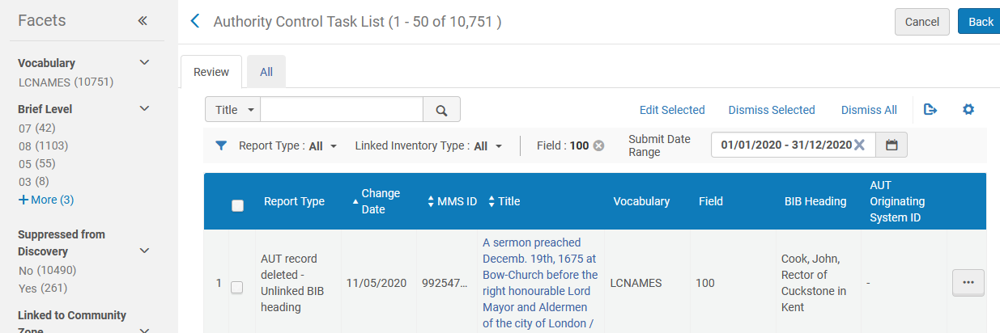 Facets
Vocabulary
LCNAMES (10751)
Brief Level
07 (42)
08 (1103)
05 (55)
03 (8)
More (3)
Suppressed from
Discovery
No (10490)
Yes (261)
Linked to Community
Zone
Authority Control Task List (1 - 50 of 10,751 )
Cancel
Back
Review
All
Title
Edit Selected
Dismiss Selected
Dismiss All
Report Type : All
Linked Inventory Type : All
Field : 100
Submit Date
Range
01/01/2020 - 31/12/2020
Report Type
Change
Date
MMS ID
Title
Vocabulary
Field
BIB Heading
AUT
Originating
System ID
1
AUT record
deleted -
Unlinked BIB
heading
11/05/2020
992547...
A sermon preached
Decemb. 19th, 1675 at
Bow-Church before the
right honourable Lord
Mayor and Aldermen
of the city of London /
LCNAMES
100
Cook, John,
Rector of
Cuckstone in
Kent
-